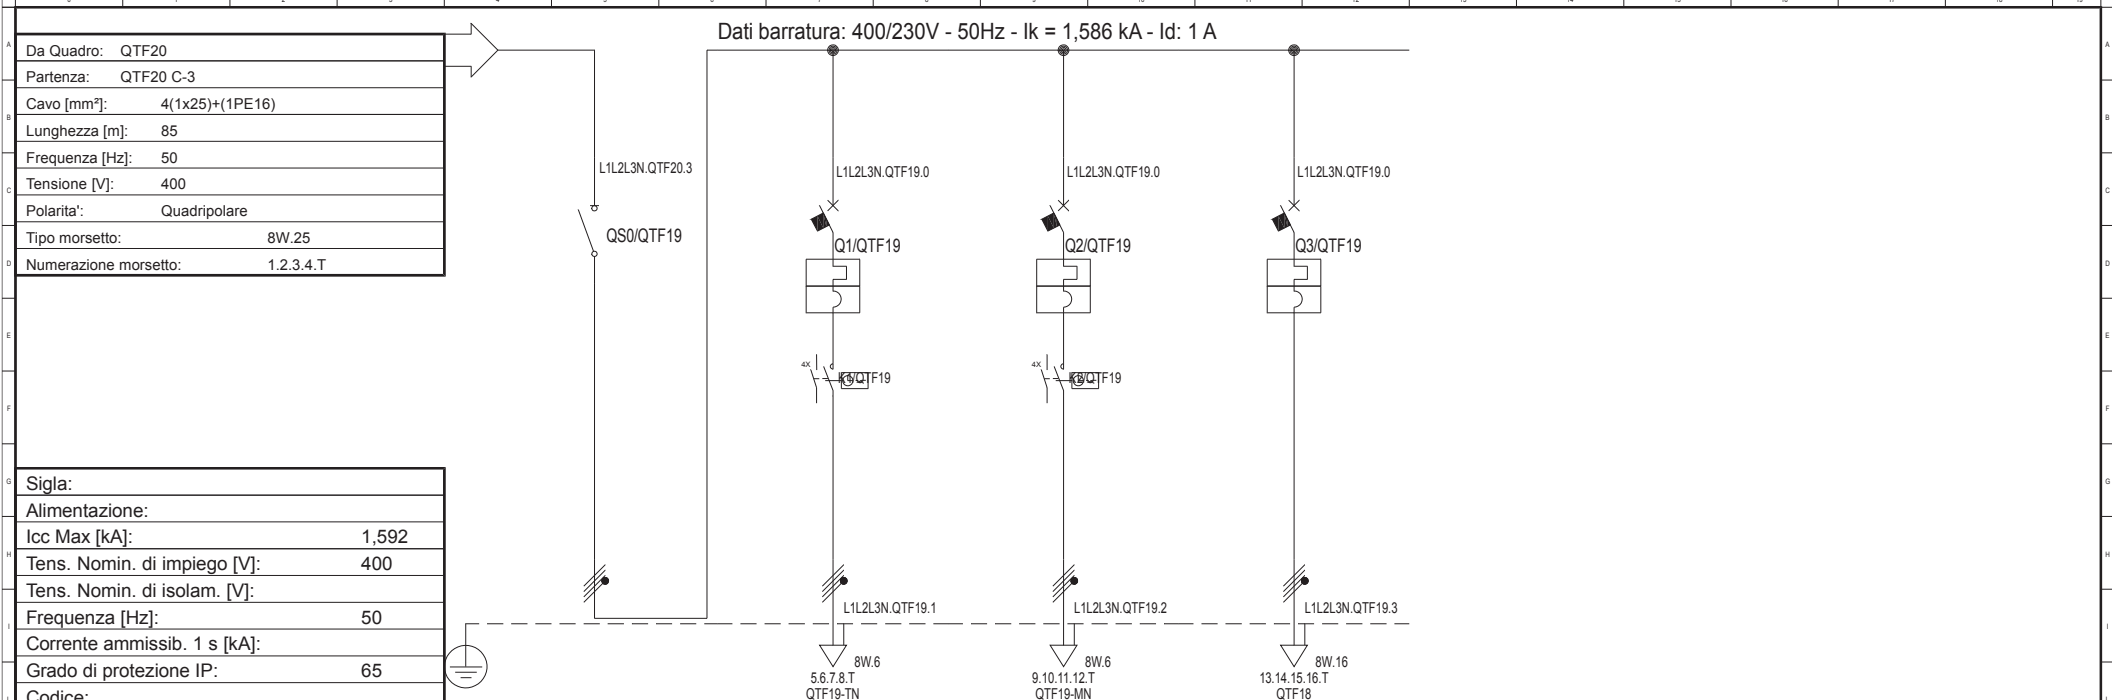 Dati barratura: 400/230V - 50Hz - Ik = 1,586 kA - Id: 1 A
Da Quadro: QTF20
Partenza: QTF20 C-3
Cavo [mm²]: 4(1x25)+(1PE16)
Lunghezza [m]: 85
Frequenza [Hz]: 50
Tensione [V]: 400
Polarita': Quadripolare
Tipo morsetto: 8W.25
Numerazione morsetto: 1.2.3.4.T
L1L2L3N.QTF20.3
L1L2L3N.QTF19.0
L1L2L3N.QTF19.0
L1L2L3N.QTF19.0
QS0/QTF19
Q1/QTF19
Q2/QTF19
Q3/QTF19
4X
K1/QTF19
4X
K2/QTF19
Sigla:
Alimentazione:
Icc Max [kA]: 1,592
Tens. Nomin. di impiego [V]: 400
Tens. Nomin. di isolam. [V]:
Frequenza [Hz]: 50
Corrente ammissib. 1 s [kA]:
Grado di protezione IP: 65
Codice:
L1L2L3N.QTF19.1
L1L2L3N.QTF19.2
L1L2L3N.QTF19.3
8W.6
8W.6
8W.16
5.6.7.8.T
9.10.11.12.T
13.14.15.16.T
QTF19-TN
QTF19-MN
QTF18